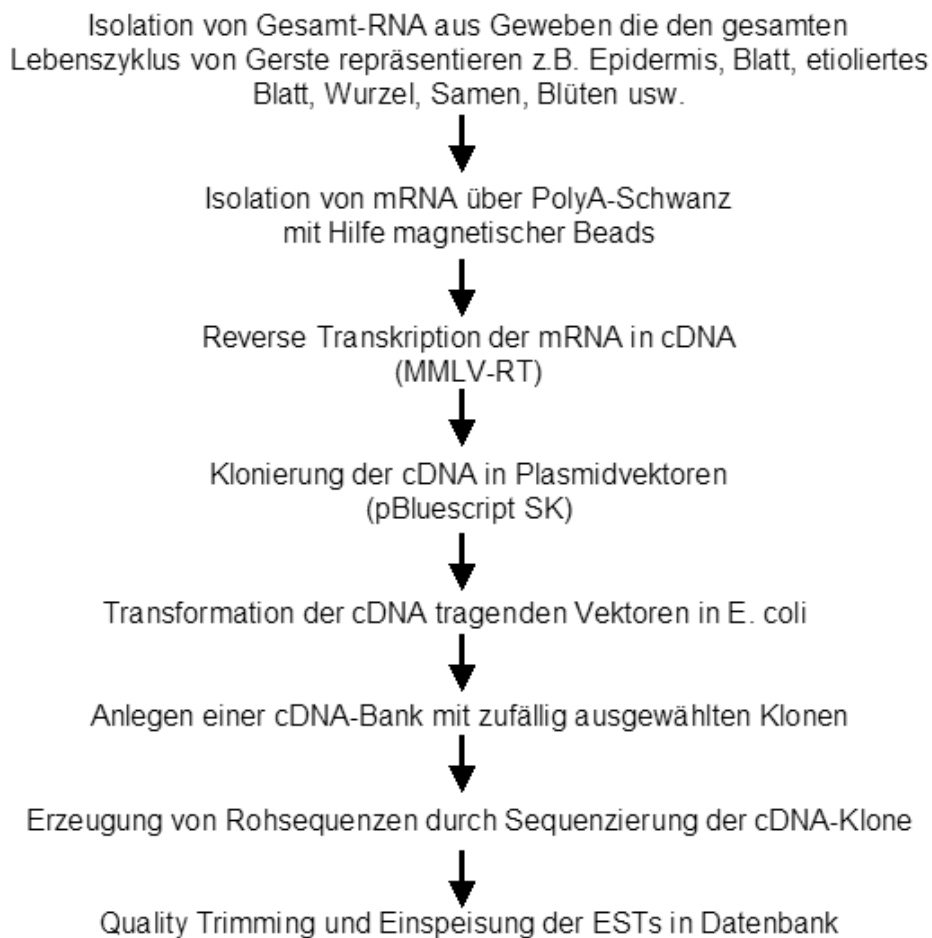 Isolation von Gesamt-RNA aus Geweben die den gesamten
Lebenszyklus von Gerste repräsentieren z.B. Epidermis, Blatt, etioliertes
Blatt, Wurzel, Samen, Blüten usw.
Isolation von mRNA über PolyA-Schwanz
mit Hilfe magnetischer Beads
Reverse Transkription der mRNA in cDNA
(MMLV-RT)
Klonierung der cDNA in Plasmidvektoren
(pBluescript SK)
Transformation der cDNA tragenden Vektoren in E. coli
Anlegen einer cDNA-Bank mit zufällig ausgewählten Klonen
Erzeugung von Rohsequenzen durch Sequenzierung der cDNA-Klone
Quality Trimming und Einspeisung der ESTs in Datenbank